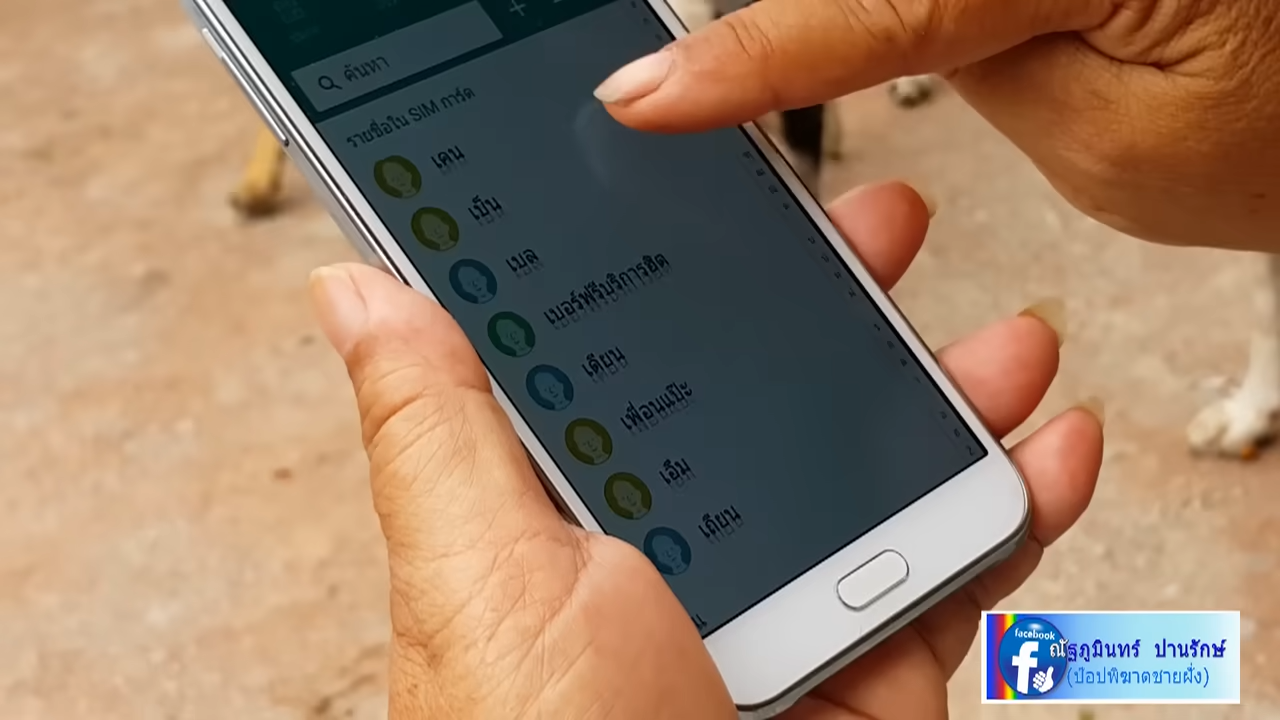 ค้นหา
รายชื่อใน SIM การ์ด
เคน
เป็น
เบล
เบอร์ฟรีบริการฮิต
เดียน
เพื่อนแป๊ะ
เอ็ม
เถียน
facebook
ณัฐภูมินทร์ ปานรักษ์
(ป๊อปพิฆาตชายฝั่ง)